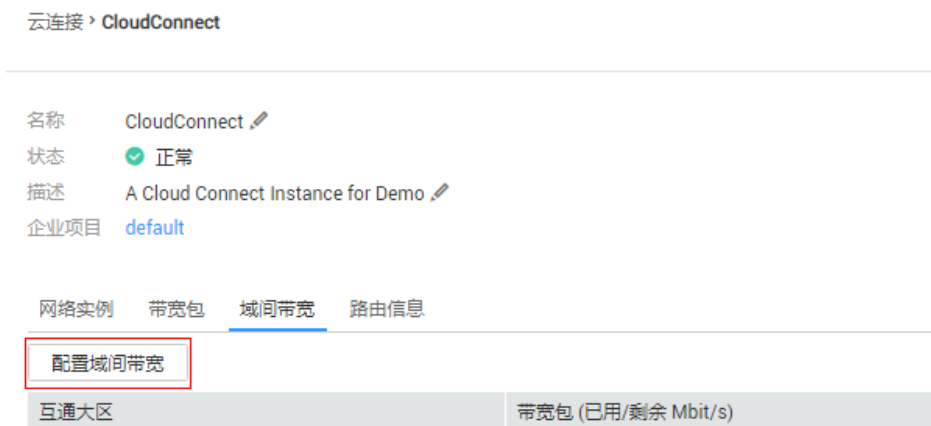 云连接 › CloudConnect
名称 CloudConnect
状态 正常
描述 A Cloud Connect Instance for Demo
企业项目 default
网络实例 带宽包 域间带宽 路由信息
配置域间带宽
互通大区 带宽包 (已用/剩余 Mbit/s)